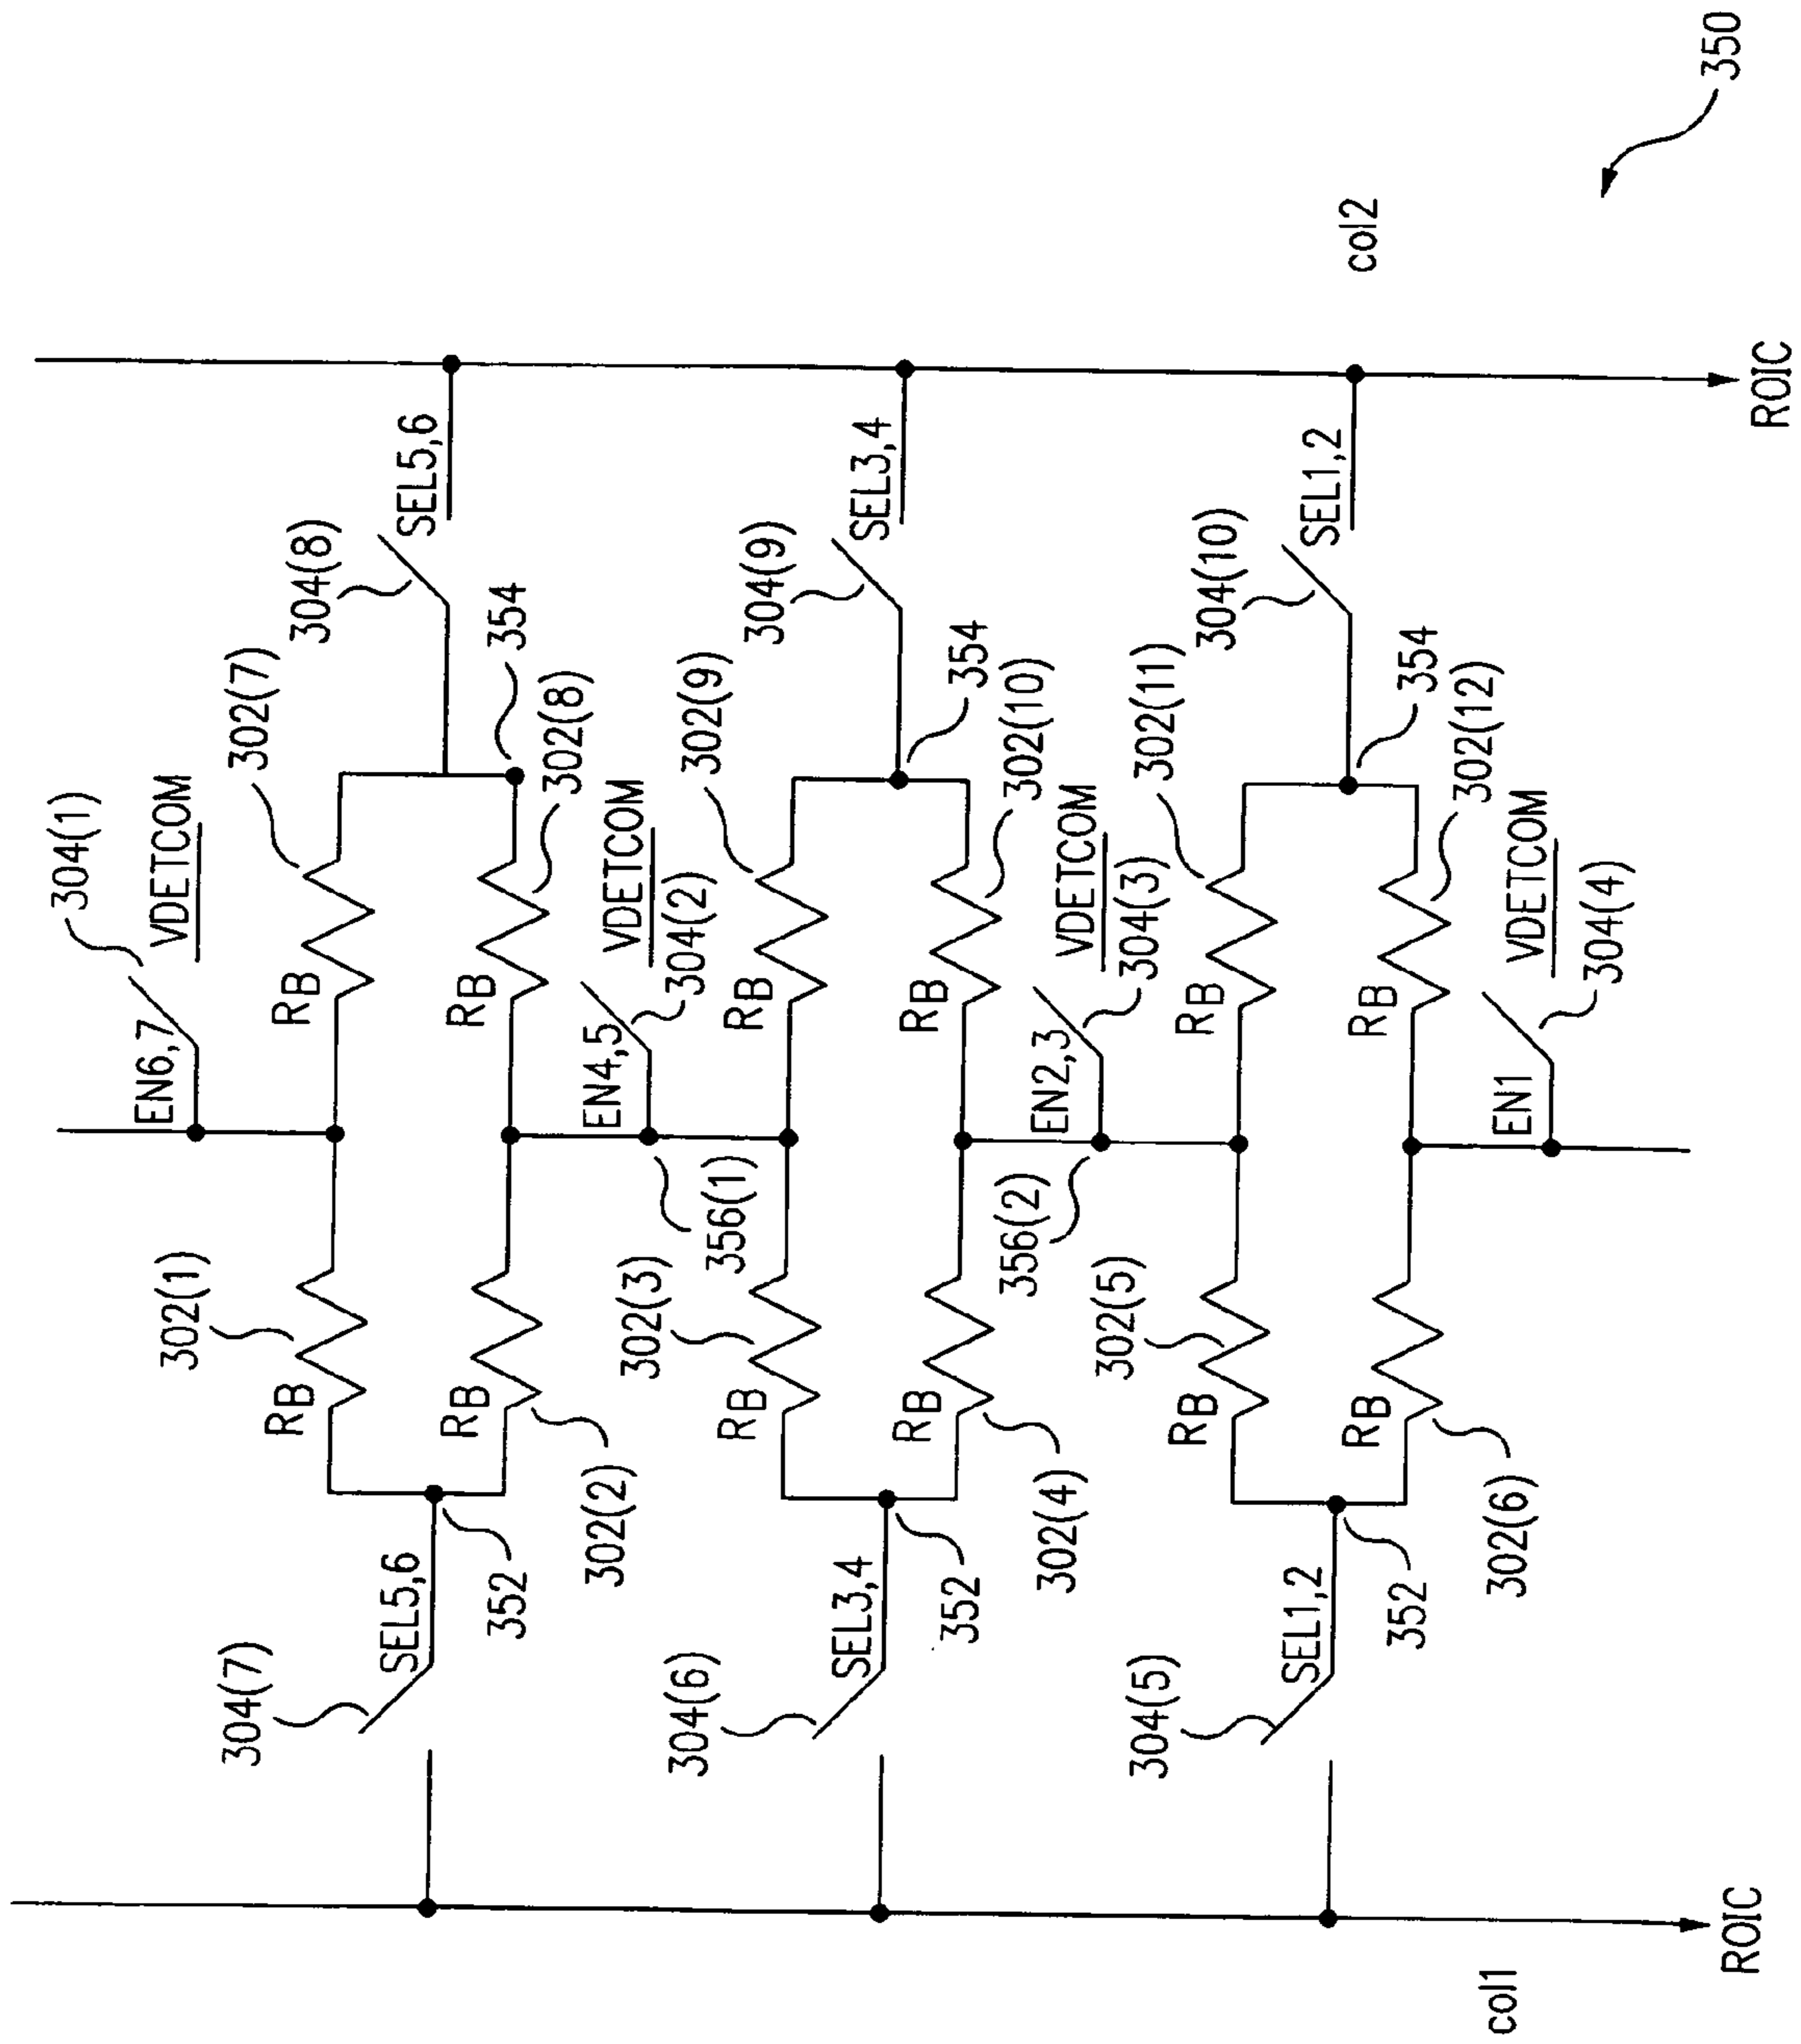 304(1)
VDETCOM
EN6,7
302(1)
RB
RB
302(7)
304(8)
SEL5,6
304(7)
SEL5,6
352
RB
302(2)
RB
302(8)
354
EN4,5
VDETCOM
304(2)
356(1)
302(3)
RB
RB
302(9)
304(9)
SEL3,4
304(6)
SEL3,4
352
RB
302(4)
RB
302(10)
354
EN2,3
VDETCOM
304(3)
356(2)
302(5)
RB
RB
302(11)
304(10)
SEL1,2
304(5)
SEL1,2
352
RB
302(6)
RB
302(12)
354
EN1
VDETCOM
304(4)
col1
ROIC
col2
ROIC
350